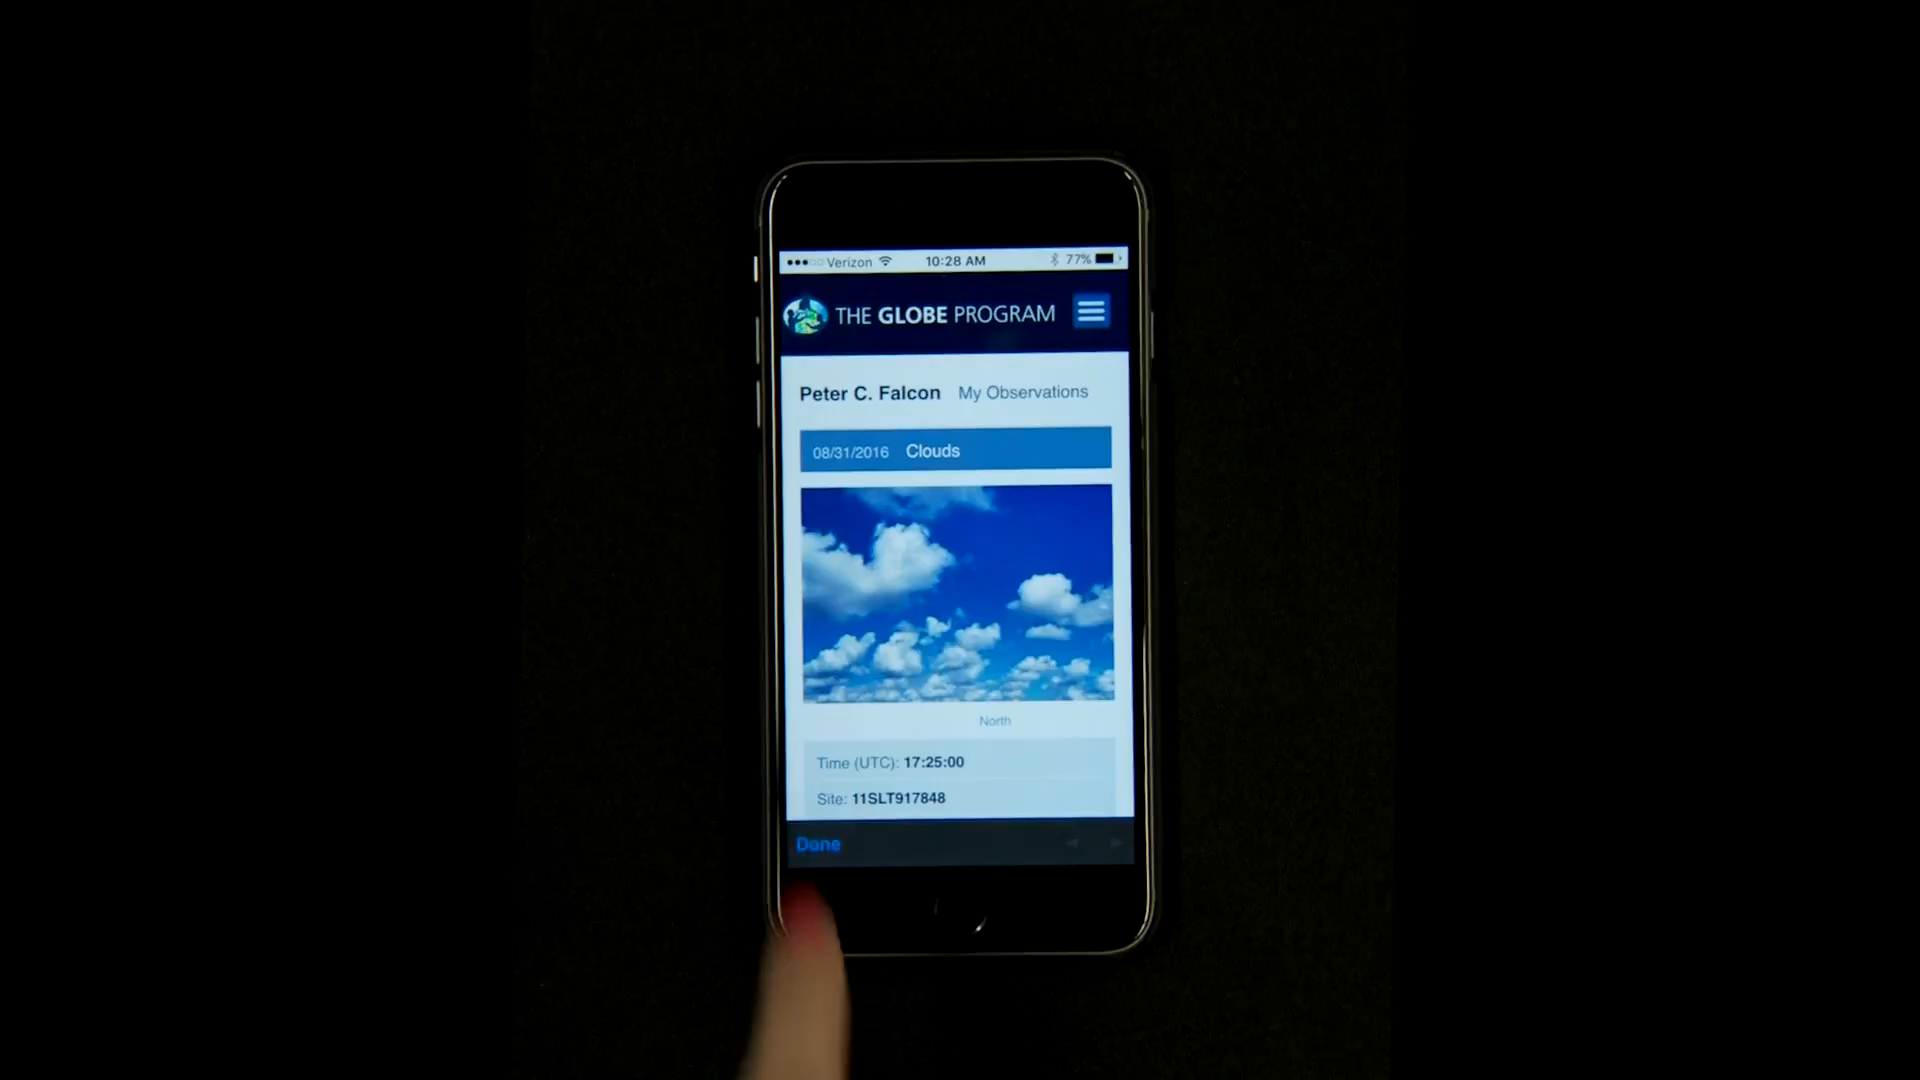 Verizon 10:28 AM 77%
THE GLOBE PROGRAM
Peter C. Falcon My Observations
08/31/2016 Clouds
North
Time (UTC): 17:25:00
Site: 11SLT917848
Done